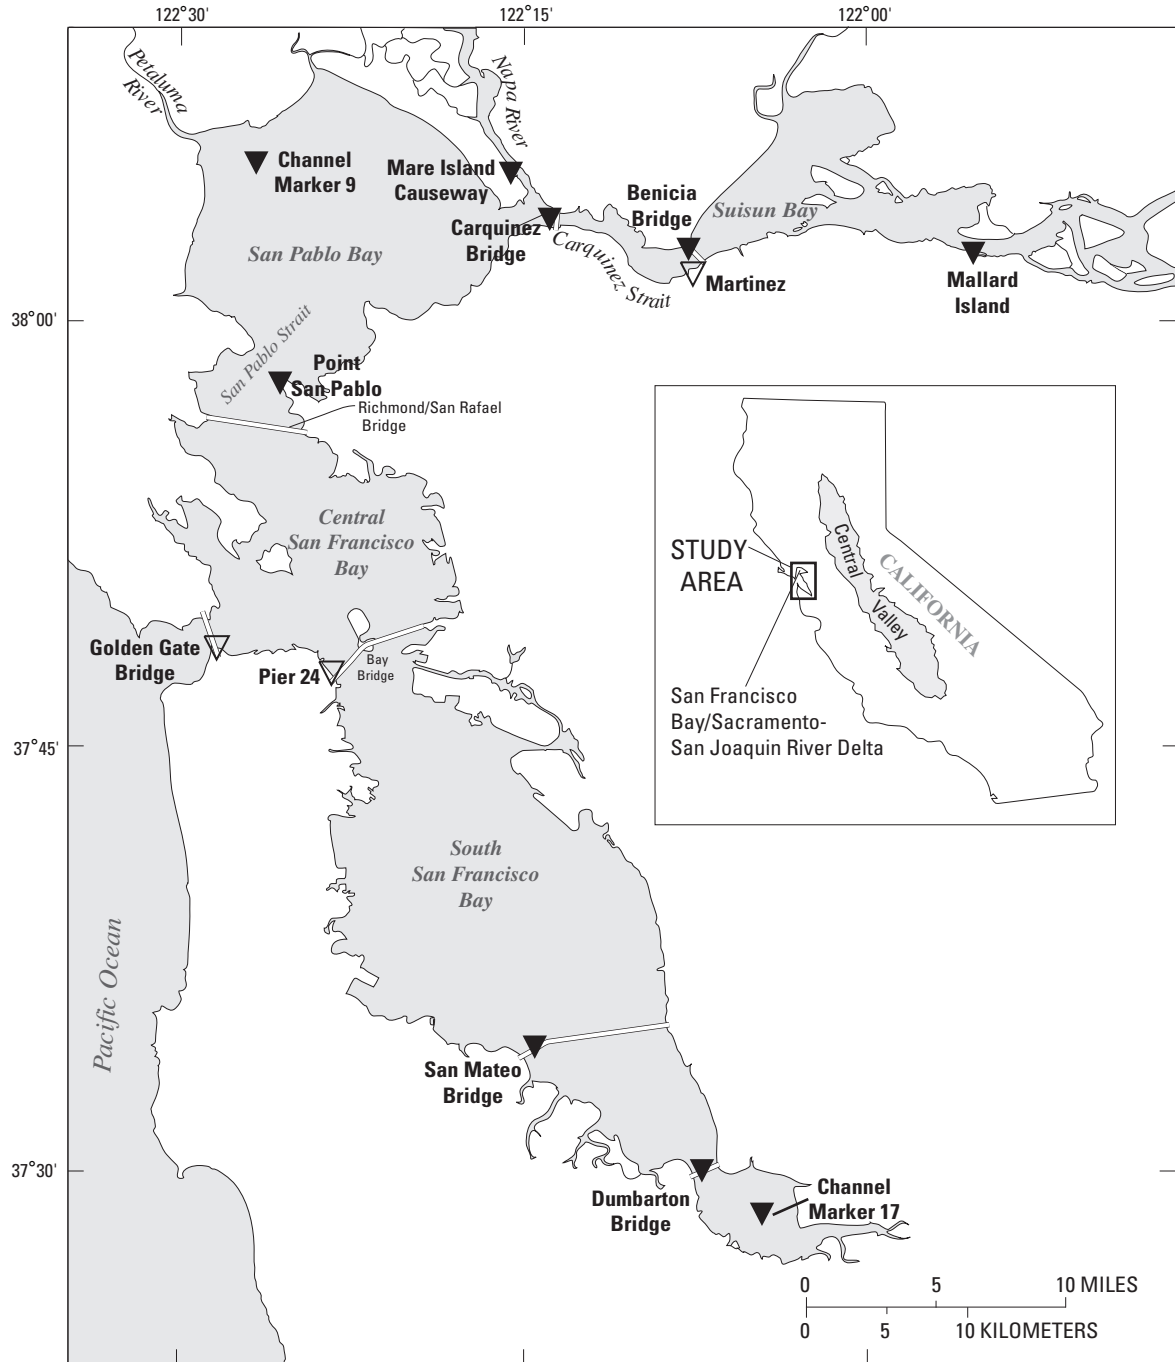 122°30'
122°15'
122°00'
Petaluma
River
Napa River
Channel
Marker 9
Mare Island
Causeway
Benicia
Bridge
Suisun Bay
Carquinez
Bridge
San Pablo Bay
Carquinez Strait
Martinez
Mallard
Island
38°00'
San Pablo Strait
Point
San Pablo
Richmond/San Rafael
Bridge
Central
San Francisco
Bay
STUDY
AREA
Central
Valley
CALIFORNIA
Golden Gate
Bridge
Pier 24
Bay
Bridge
San Francisco
Bay/Sacramento-
San Joaquin River Delta
37°45'
South
San Francisco
Bay
Pacific Ocean
San Mateo
Bridge
37°30'
Dumbarton
Bridge
Channel
Marker 17
0 5 10 MILES
0 5 10 KILOMETERS